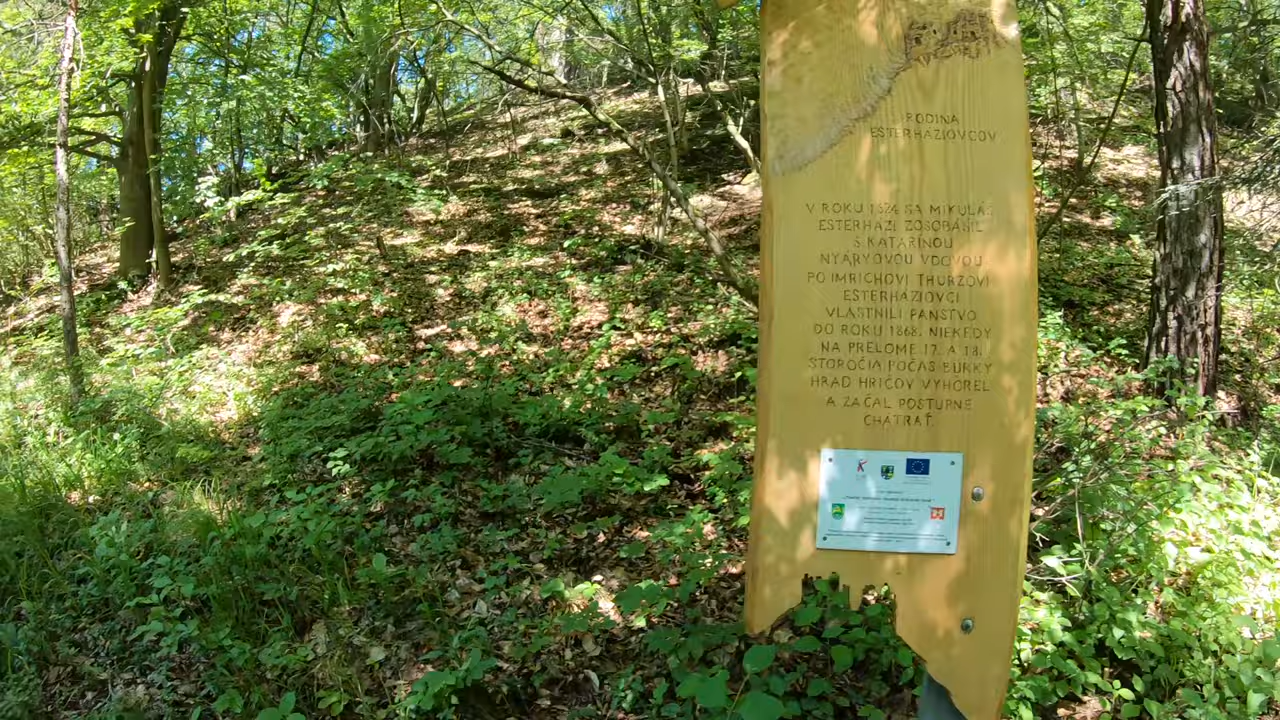 RODINA
ESTERHÁZIOVCOV
V ROKU 1624 SA MIKULÁŠ
ESTERHÁZI ZOSOBÁŠIL
S KATARÍNOU
NYÁRYOVOU VDOVOU
PO IMRICHOVI THURZOVI
ESTERHÁZIOVCI
VLASTNILI PANSTVO
DO ROKU 1868. NIEKEDY
NA PRELOME 17. A 18.
STOROČIA POČAS BÚRKY
HRAD HRIČOV VYHOREL
A ZAČAL POSTUPNE
CHÁTRAŤ.